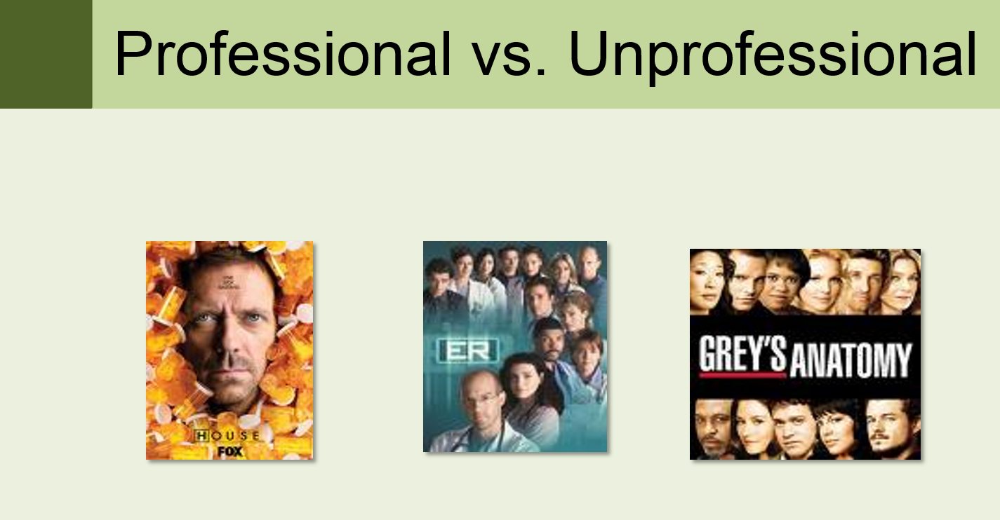 Professional vs. Unprofessional
HOUSE
FOX
ER
GREY'S ANATOMY